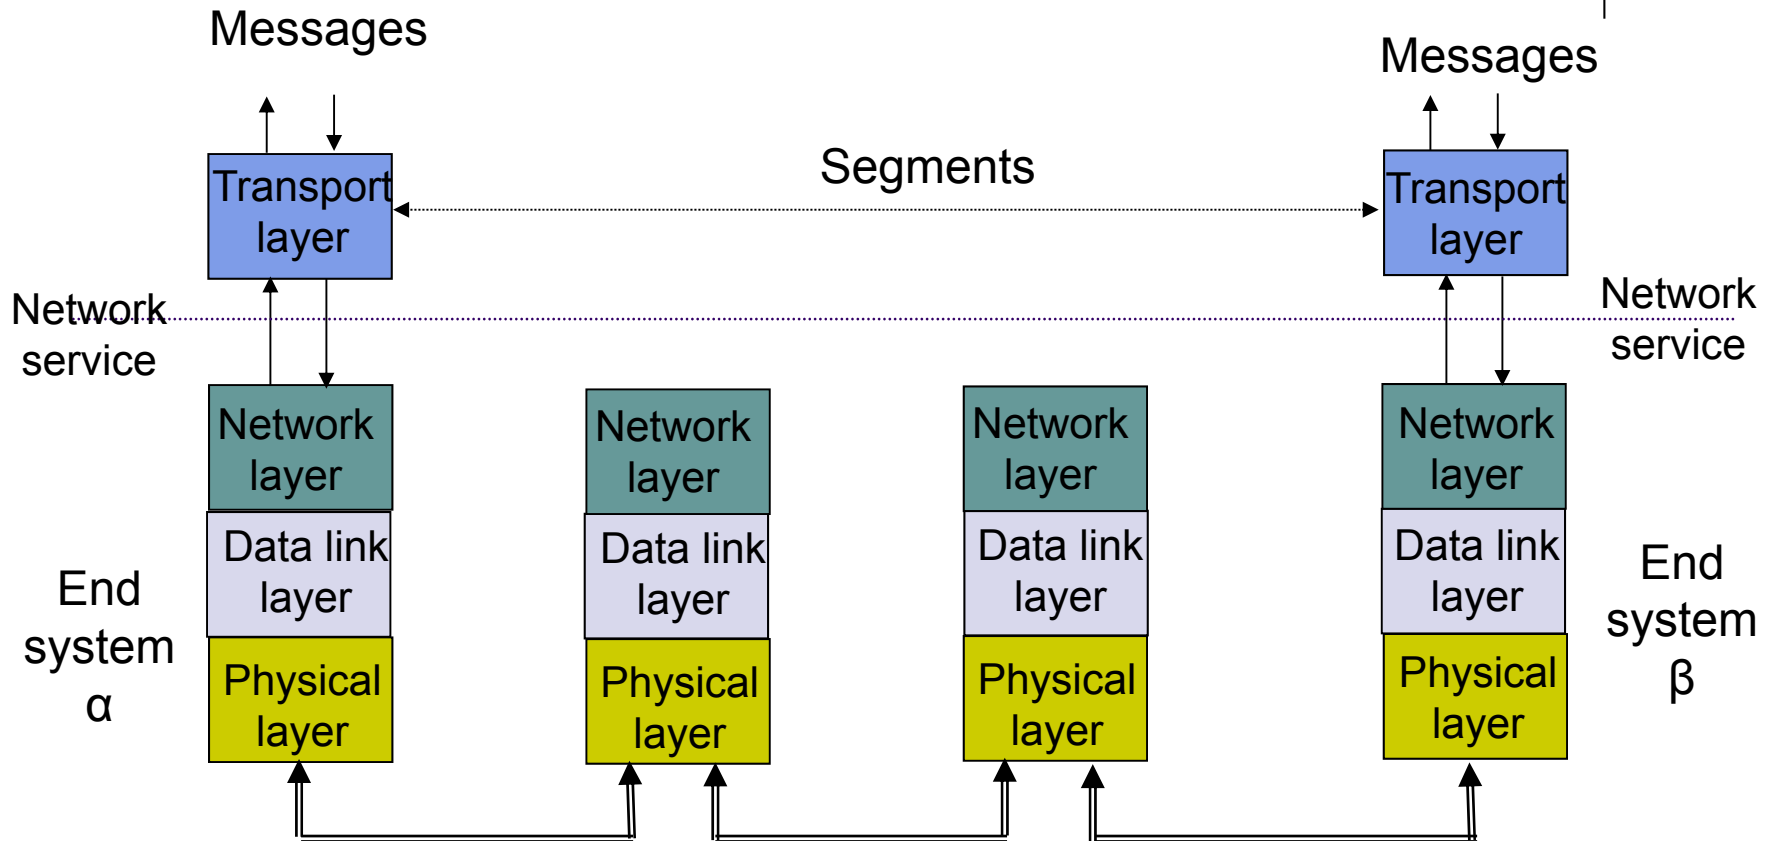 Messages
Messages
Segments
Transport
layer
Transport
layer
Network
service
Network
service
Network
layer
Network
layer
Network
layer
Network
layer
Data link
layer
Data link
layer
Data link
layer
Data link
layer
End
system
α
End
system
β
Physical
layer
Physical
layer
Physical
layer
Physical
layer